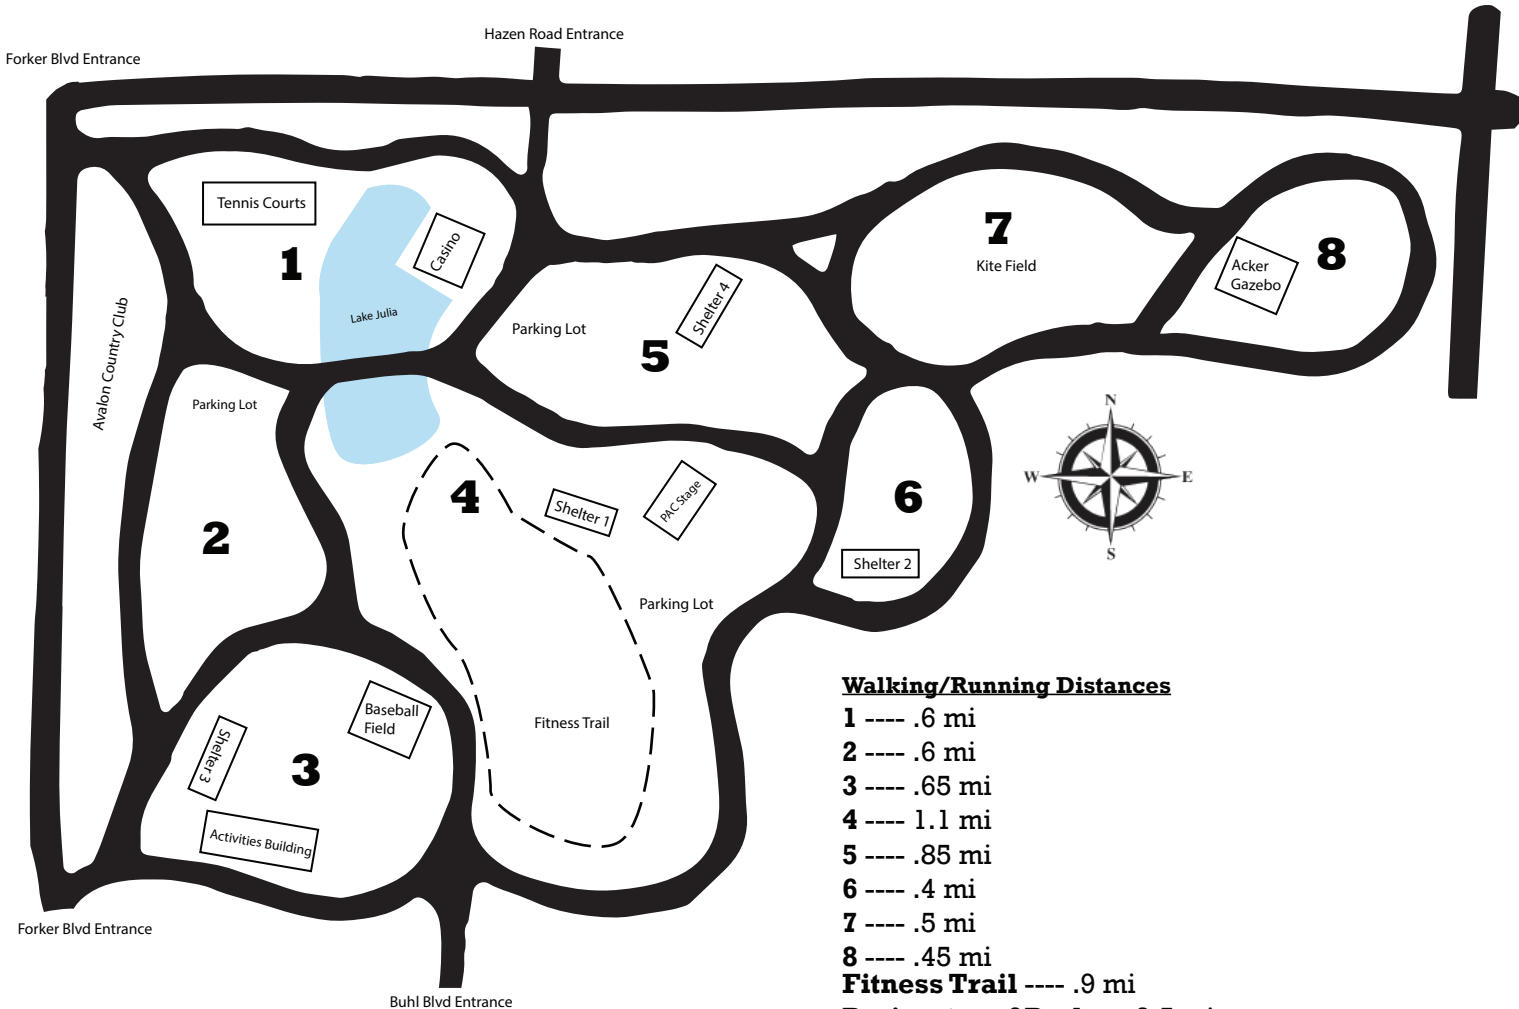 Hazen Road Entrance
Forker Blvd Entrance
Tennis Courts
Casino
1
Lake Julia
Avalon Country Club
Parking Lot
Shelter 4
5
7
Kite Field
8
Acker
Gazebo
Parking Lot
2
4
Shelter 1
PAC Stage
6
Shelter 2
Parking Lot
N
W
E
S
Fitness Trail
Baseball
Field
Shelter 3
3
Activities Building
Forker Blvd Entrance
Buhl Blvd Entrance
Walking/Running Distances
1 ---- .6 mi
2 ---- .6 mi
3 ---- .65 mi
4 ---- 1.1 mi
5 ---- .85 mi
6 ---- .4 mi
7 ---- .5 mi
8 ---- .45 mi
Fitness Trail ---- .9 mi